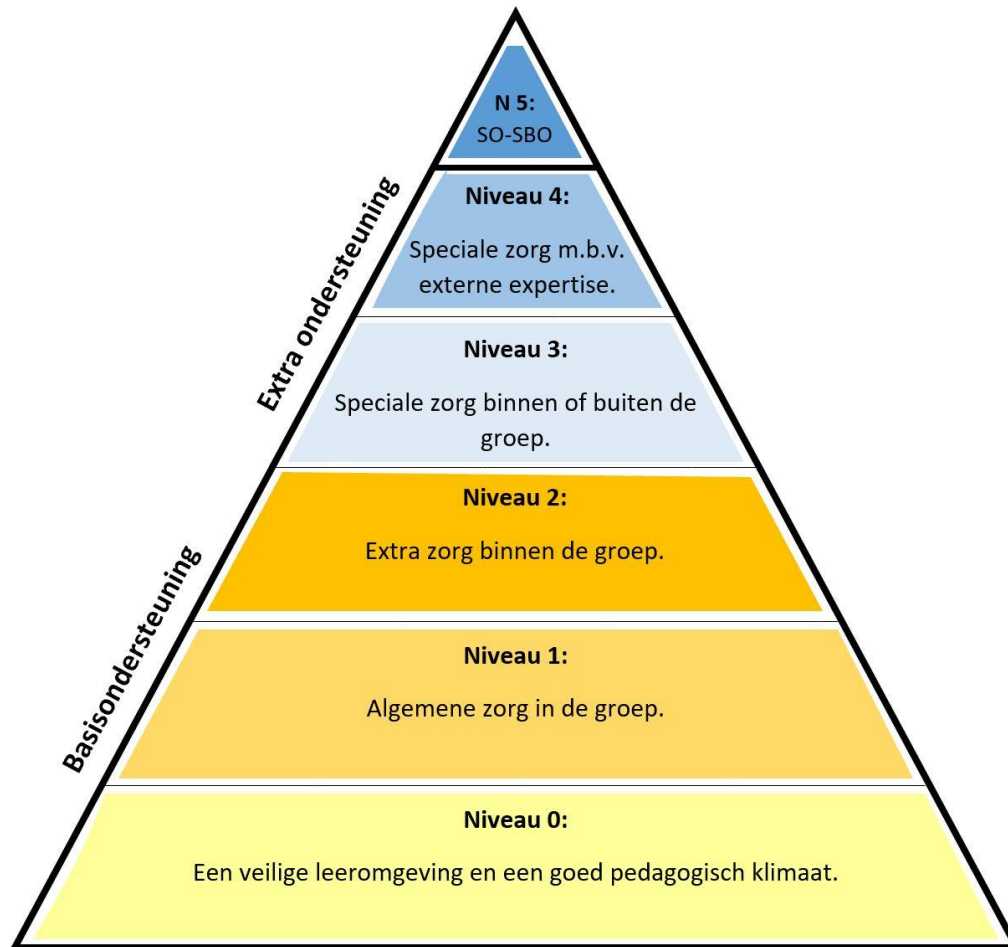 N 5:
SO-SBO
Niveau 4:
Speciale zorg m.b.v.
externe expertise.
Extra ondersteuning
Niveau 3:
Speciale zorg binnen of buiten de
groep.
Niveau 2:
Extra zorg binnen de groep.
Basisondersteuning
Niveau 1:
Algemene zorg in de groep.
Niveau 0:
Een veilige leeromgeving en een goed pedagogisch klimaat.